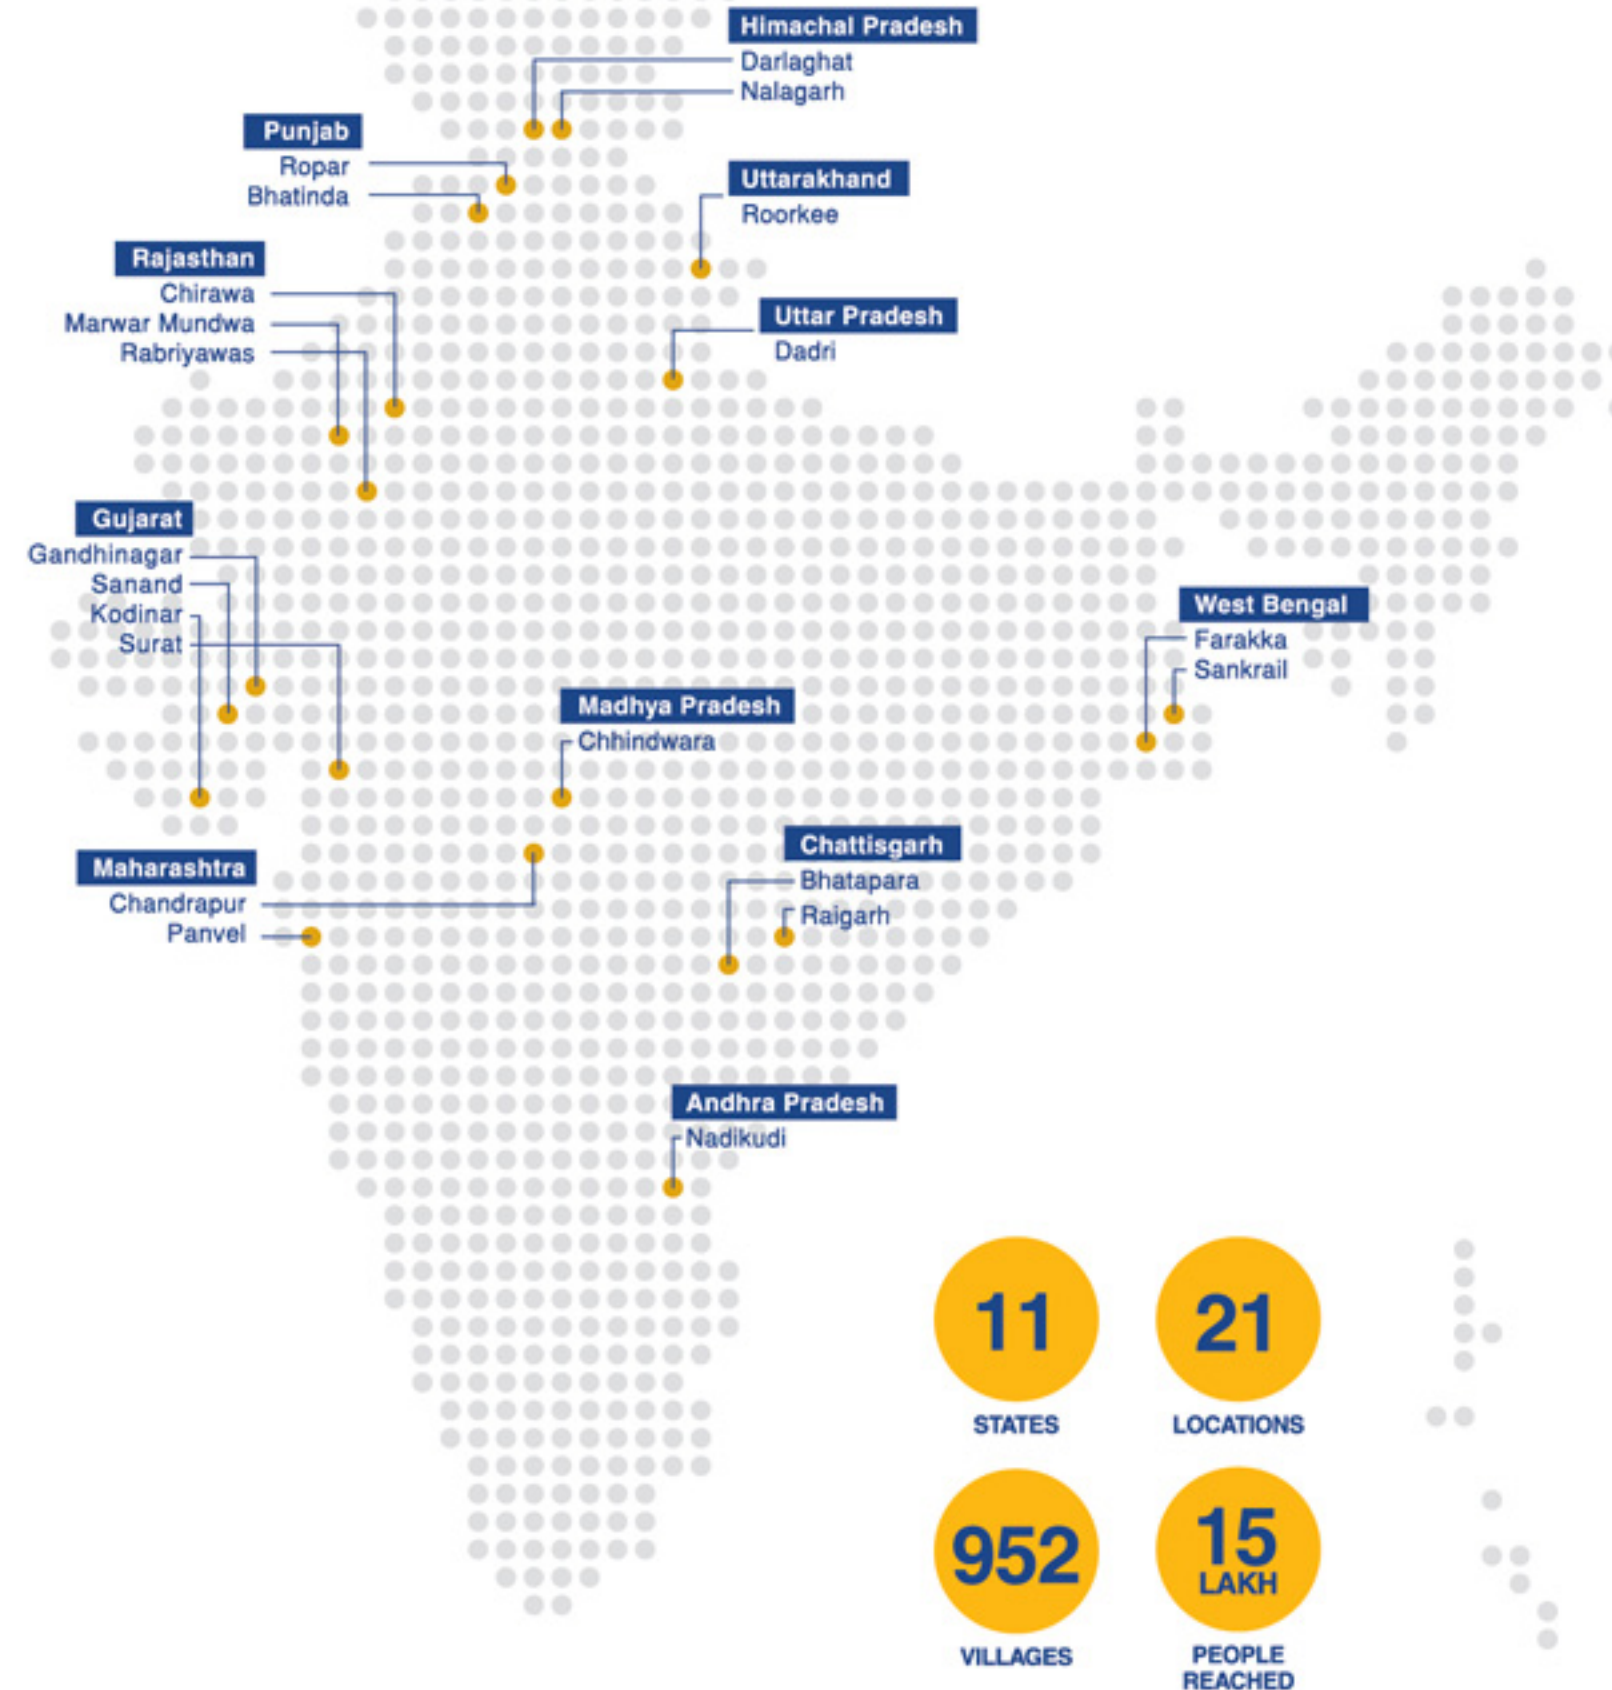 Himachal Pradesh
Darlaghat
Nalagarh
Punjab
Ropar
Bhatinda
Uttarakhand
Roorkee
Rajasthan
Chirawa
Marwar Mundwa
Rabriyawas
Uttar Pradesh
Dadri
Gujarat
Gandhinagar
Sanand
Kodinar
Surat
West Bengal
Farakka
Sankrail
Madhya Pradesh
Chhindwara
Chattisgarh
Bhatapara
Raigarh
Maharashtra
Chandrapur
Panvel
Andhra Pradesh
Nadikudi
11
STATES
21
LOCATIONS
952
VILLAGES
15
LAKH
PEOPLE
REACHED